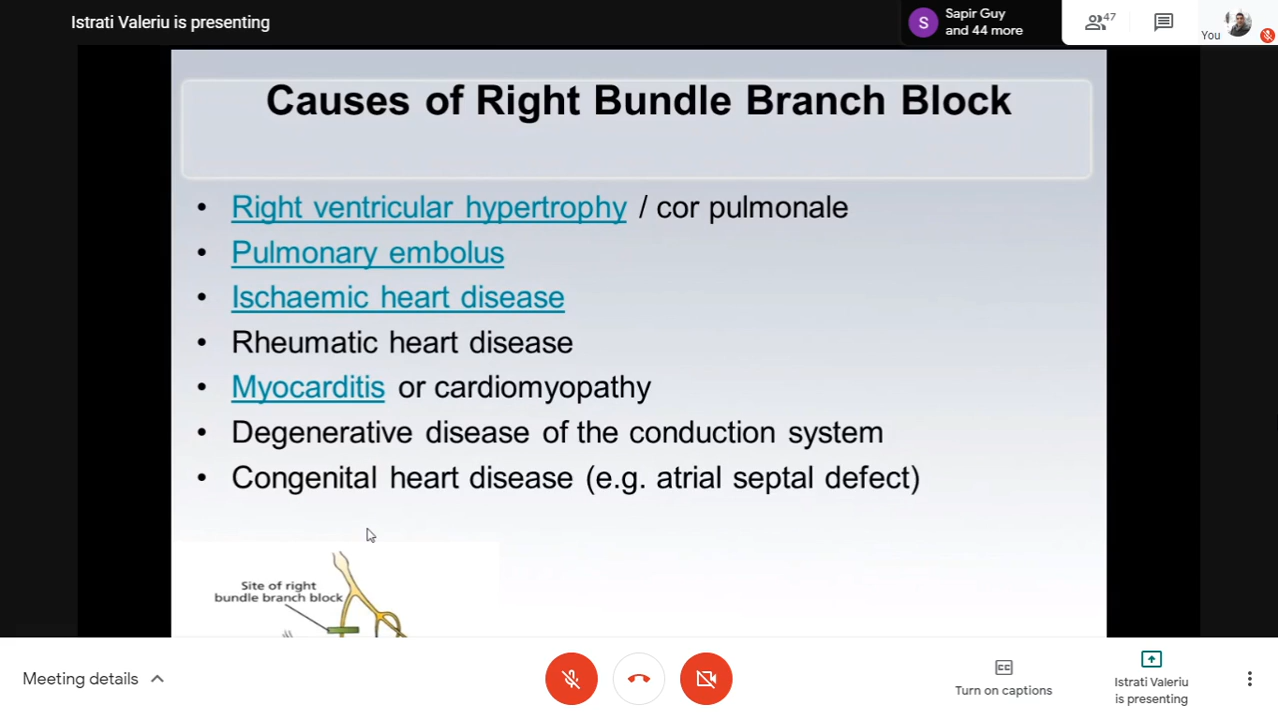 Istrati Valeriu is presenting
S
Sapir Guy
and 44 more
47
You
Causes of Right Bundle Branch Block
• Right ventricular hypertrophy / cor pulmonale
• Pulmonary embolus
• Ischaemic heart disease
• Rheumatic heart disease
• Myocarditis or cardiomyopathy
• Degenerative disease of the conduction system
• Congenital heart disease (e.g. atrial septal defect)
Site of right
bundle branch block
Meeting details
CC
Turn on captions
Istrati Valeriu
is presenting